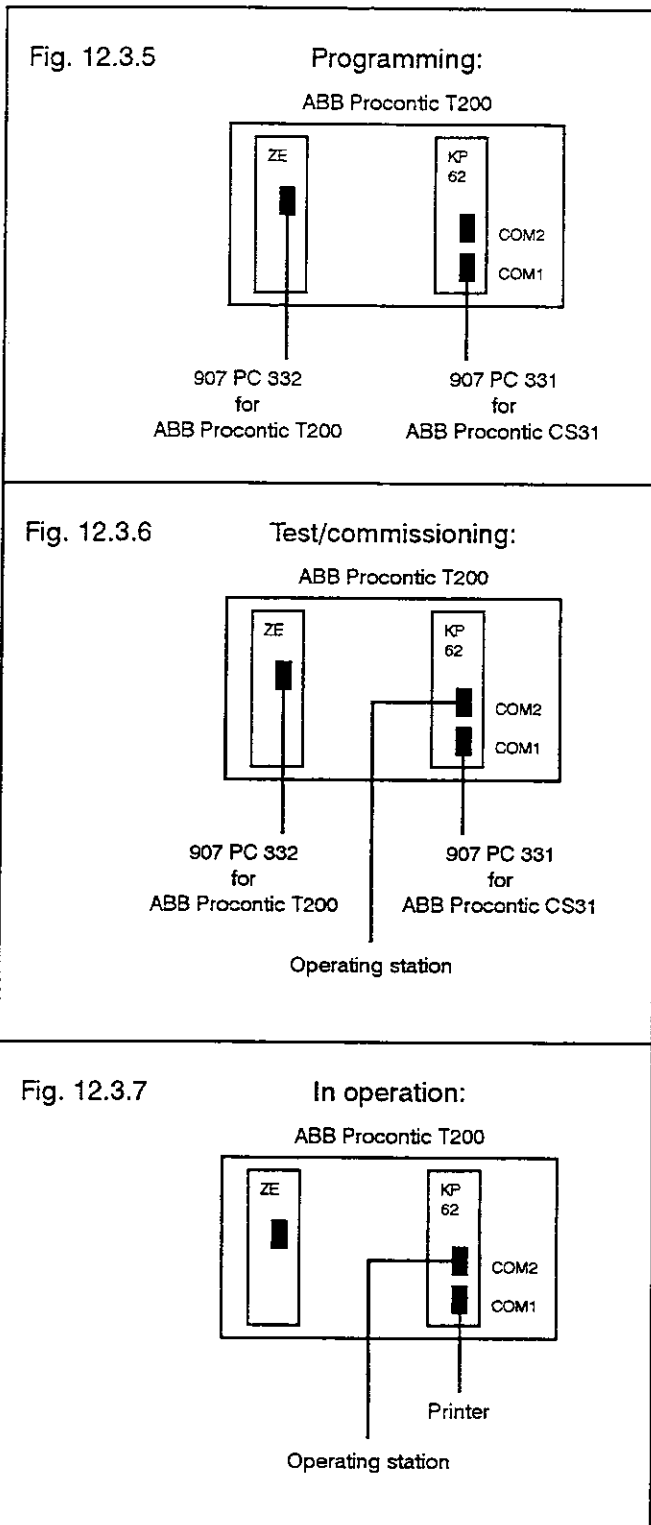 Fig. 12.3.5 Programming:
ABB Procontic T200
ZE
KP
62
COM2
COM1
907 PC 332
for
ABB Procontic T200
907 PC 331
for
ABB Procontic CS31
Fig. 12.3.6 Test/commissioning:
ABB Procontic T200
ZE
KP
62
COM2
COM1
907 PC 332
for
ABB Procontic T200
907 PC 331
for
ABB Procontic CS31
Operating station
Fig. 12.3.7 In operation:
ABB Procontic T200
ZE
KP
62
COM2
COM1
Printer
Operating station